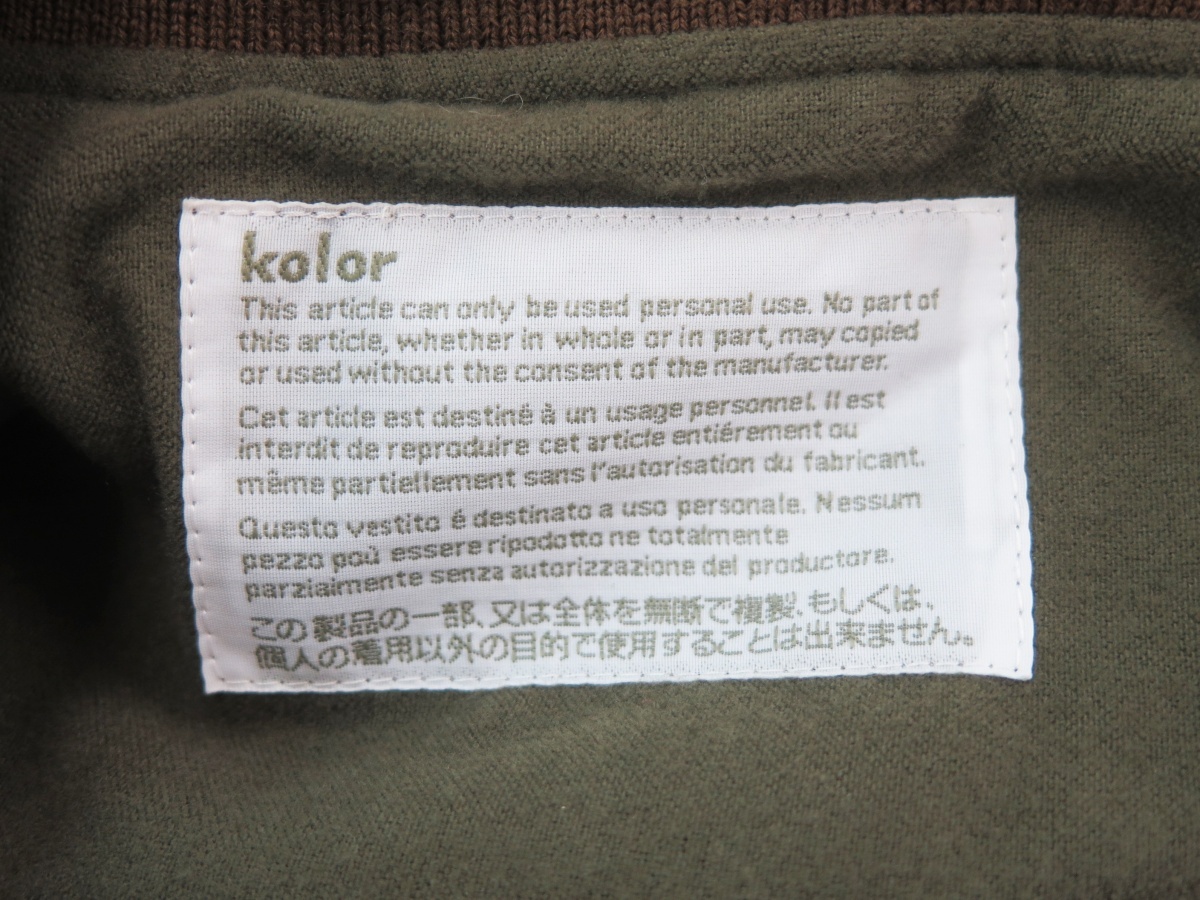 kolor
This article can only be used personal use. No part of
this article, whether in whole or in part, may copied
or used without the consent of the manufacturer.
Cet article est destiné à un usage personnel. Il est
interdit de reproduire cet article entiérement ou
même partiellement sans l'autorisation du fabricant.
Questo vestito é destinato a uso personale. Nessum
pezzo poù essere ripodotto ne totalmente
parzialmente senza autorizzazione del productore.
この製品の一部、又は全体を無断で複製、もしくは、
個人の着用以外の目的で使用することは出来ません。